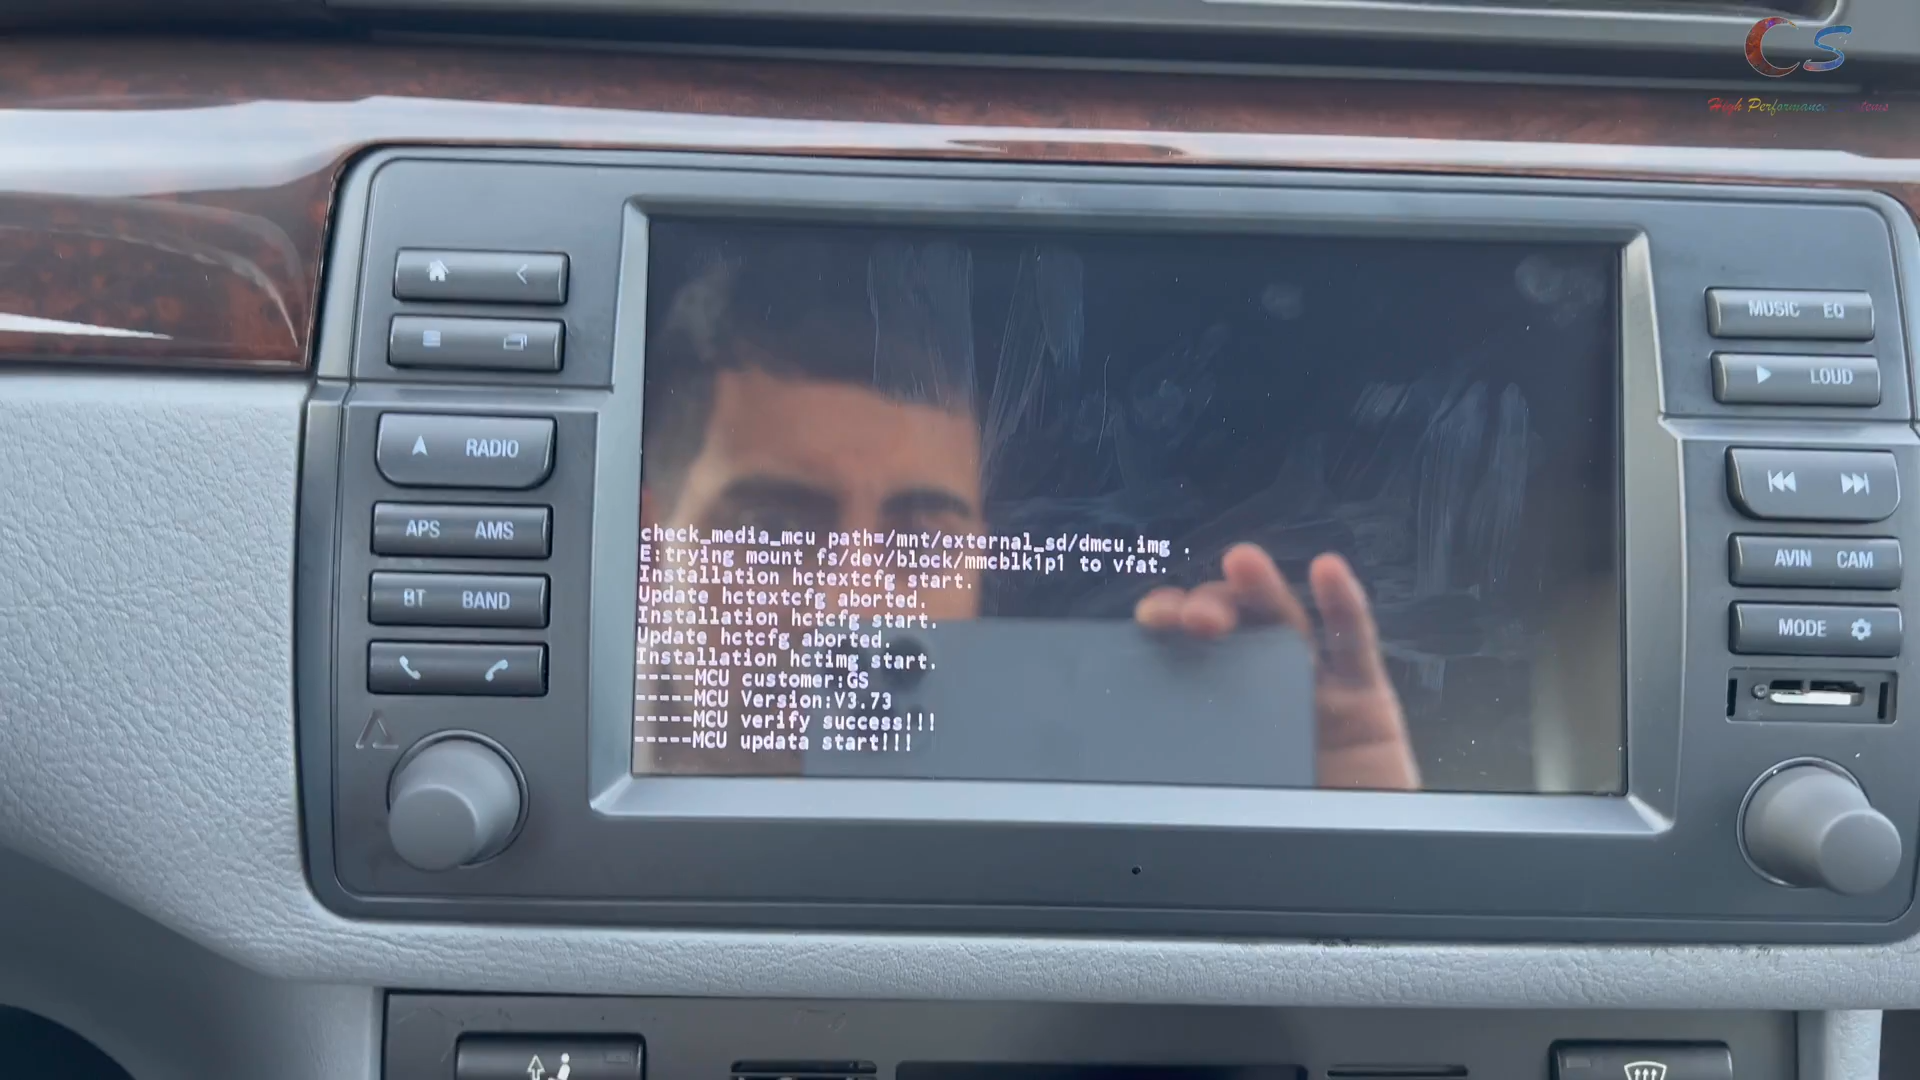 CS
High Performance
MUSIC EQ
LOUD
RADIO
APS AMS
BT BAND
AVIN CAM
MODE
check_media_mcu path=/mnt/external_sd/dmcu.img .
E:trying mount fs/dev/block/mmcblk1p1 to vfat.
Installation hctextcfg start.
Update hctextcfg aborted.
Installation hctcfg start.
Update hctcfg aborted.
Installation hctimg start.
-----MCU customer:GS
-----MCU Version:V3.73
-----MCU verify success!!!
-----MCU updata start!!!